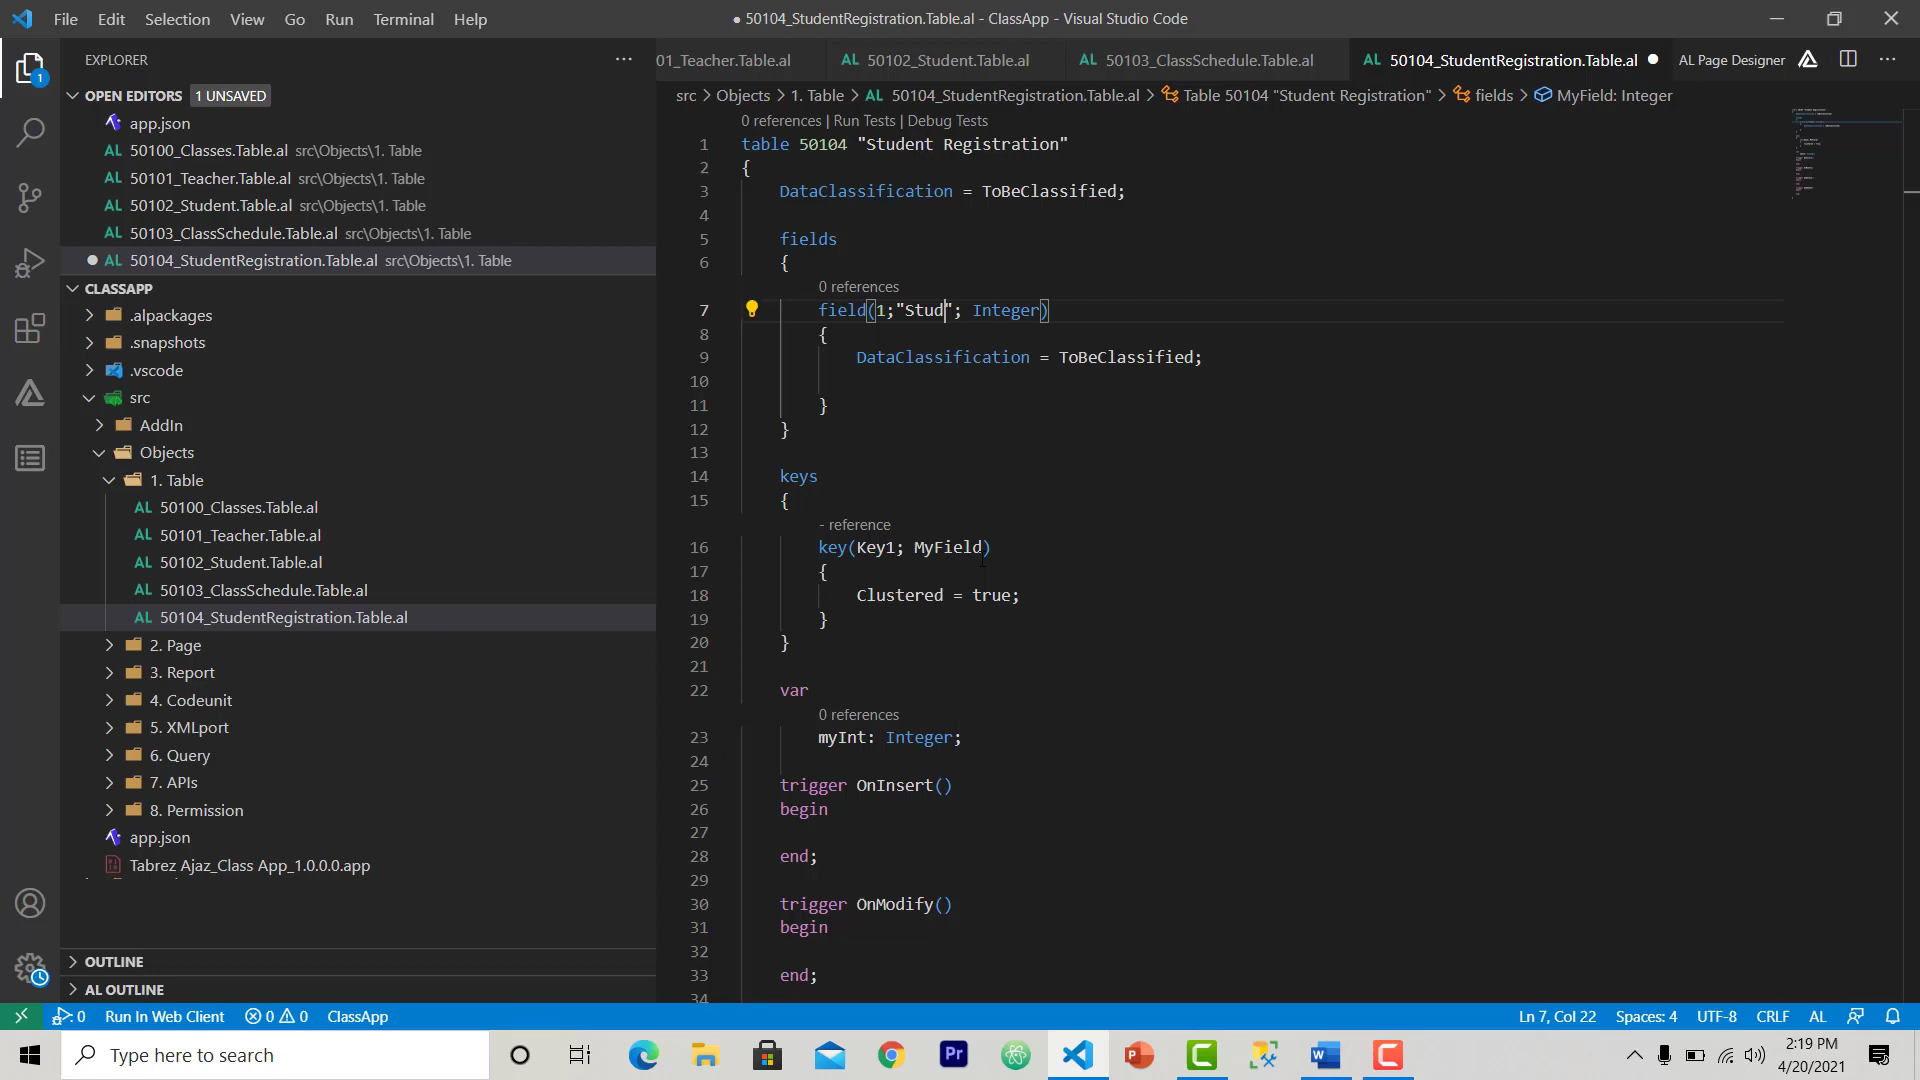 File Edit Selection View Go Run Terminal Help
● 50104_StudentRegistration.Table.al - ClassApp - Visual Studio Code
EXPLORER
OPEN EDITORS 1 UNSAVED
app.json
50100_Classes.Table.al src\Objects\1. Table
50101_Teacher.Table.al src\Objects\1. Table
50102_Student.Table.al src\Objects\1. Table
50103_ClassSchedule.Table.al src\Objects\1. Table
50104_StudentRegistration.Table.al src\Objects\1. Table
CLASSAPP
.alpackages
.snapshots
.vscode
src
AddIn
Objects
1. Table
50100_Classes.Table.al
50101_Teacher.Table.al
50102_Student.Table.al
50103_ClassSchedule.Table.al
50104_StudentRegistration.Table.al
2. Page
3. Report
4. Codeunit
5. XMLport
6. Query
7. APIs
8. Permission
app.json
Tabrez Ajaz_Class App_1.0.0.0.app
OUTLINE
AL OUTLINE
01_Teacher.Table.al
AL 50102_Student.Table.al
AL 50103_ClassSchedule.Table.al
AL 50104_StudentRegistration.Table.al
AL Page Designer
src > Objects > 1. Table > AL 50104_StudentRegistration.Table.al > Table 50104 "Student Registration" > fields > MyField: Integer
0 references | Run Tests | Debug Tests
1 table 50104 "Student Registration"
2 {
3 DataClassification = ToBeClassified;
4
5 fields
6 {
0 references
7 field(1;"Stud"; Integer)
8 {
9 DataClassification = ToBeClassified;
10
11 }
12 }
13
14 keys
15 {
- reference
16 key(Key1; MyField)
17 {
18 Clustered = true;
19 }
20 }
21
22 var
0 references
23 myInt: Integer;
24
25 trigger OnInsert()
26 begin
27
28 end;
29
30 trigger OnModify()
31 begin
32
33 end;
34
0 Run In Web Client 0 0 ClassApp
Ln 7, Col 22 Spaces: 4 UTF-8 CRLF AL
Type here to search
2:19 PM
4/20/2021